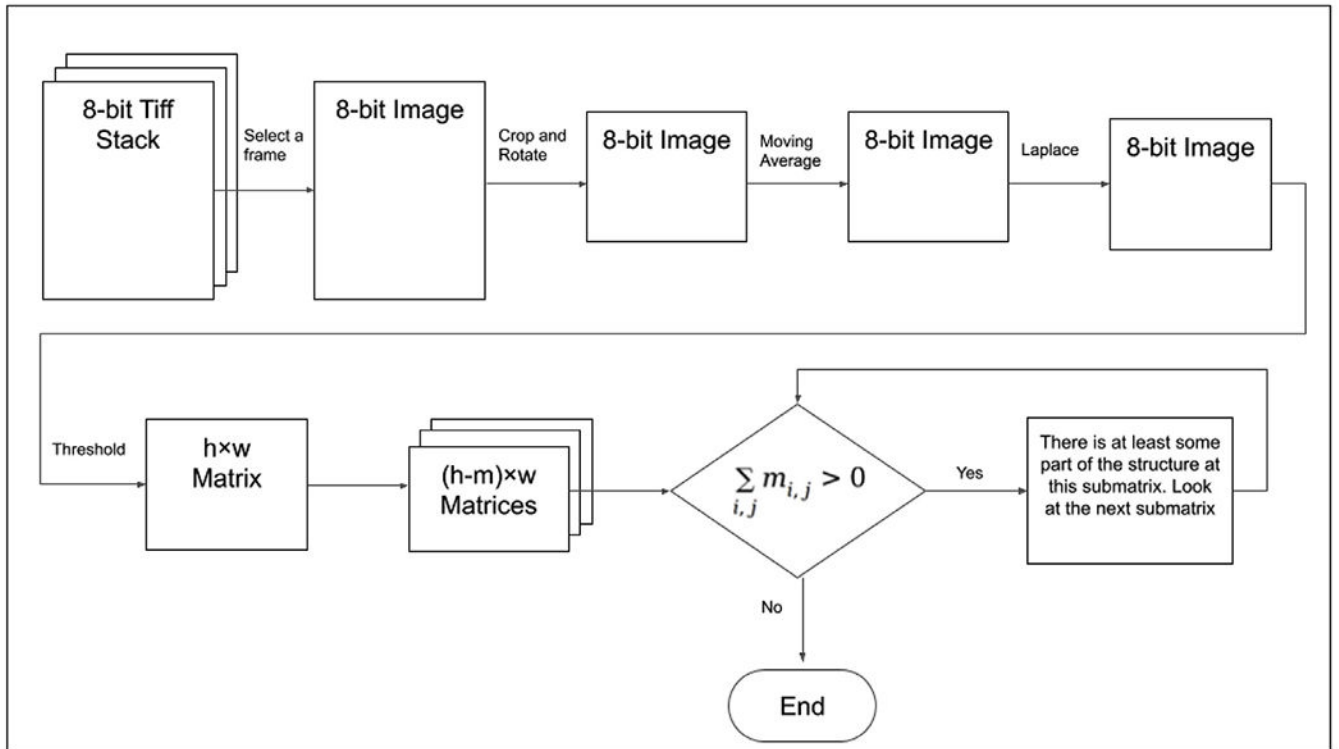 8-bit Tiff
Stack
Select a
frame
8-bit Image
Crop and
Rotate
8-bit Image
Moving
Average
8-bit Image
Laplace
8-bit Image
Threshold
h×w
Matrix
(h-m)×w
Matrices
∑ m i, j > 0
i, j
Yes
There is at least some
part of the structure at
this submatrix. Look
at the next submatrix
No
End